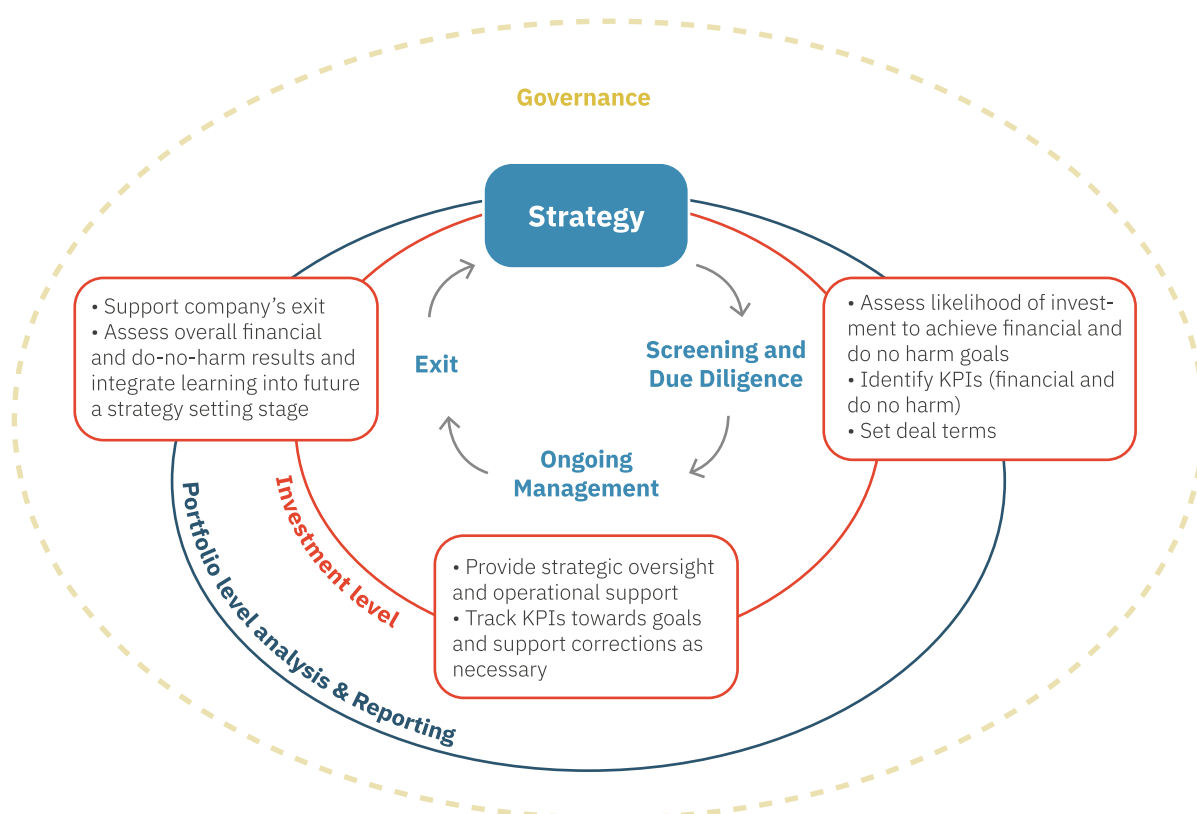 Governance
Strategy
• Support company’s exit
• Assess overall financial
and do-no-harm results and
integrate learning into future
a strategy setting stage
Exit
Screening and
Due Diligence
• Assess likelihood of invest-
ment to achieve financial and
do no harm goals
• Identify KPIs (financial and
do no harm)
• Set deal terms
Ongoing
Management
• Provide strategic oversight
and operational support
• Track KPIs towards goals
and support corrections as
necessary
Investment level
Portfolio level analysis & Reporting